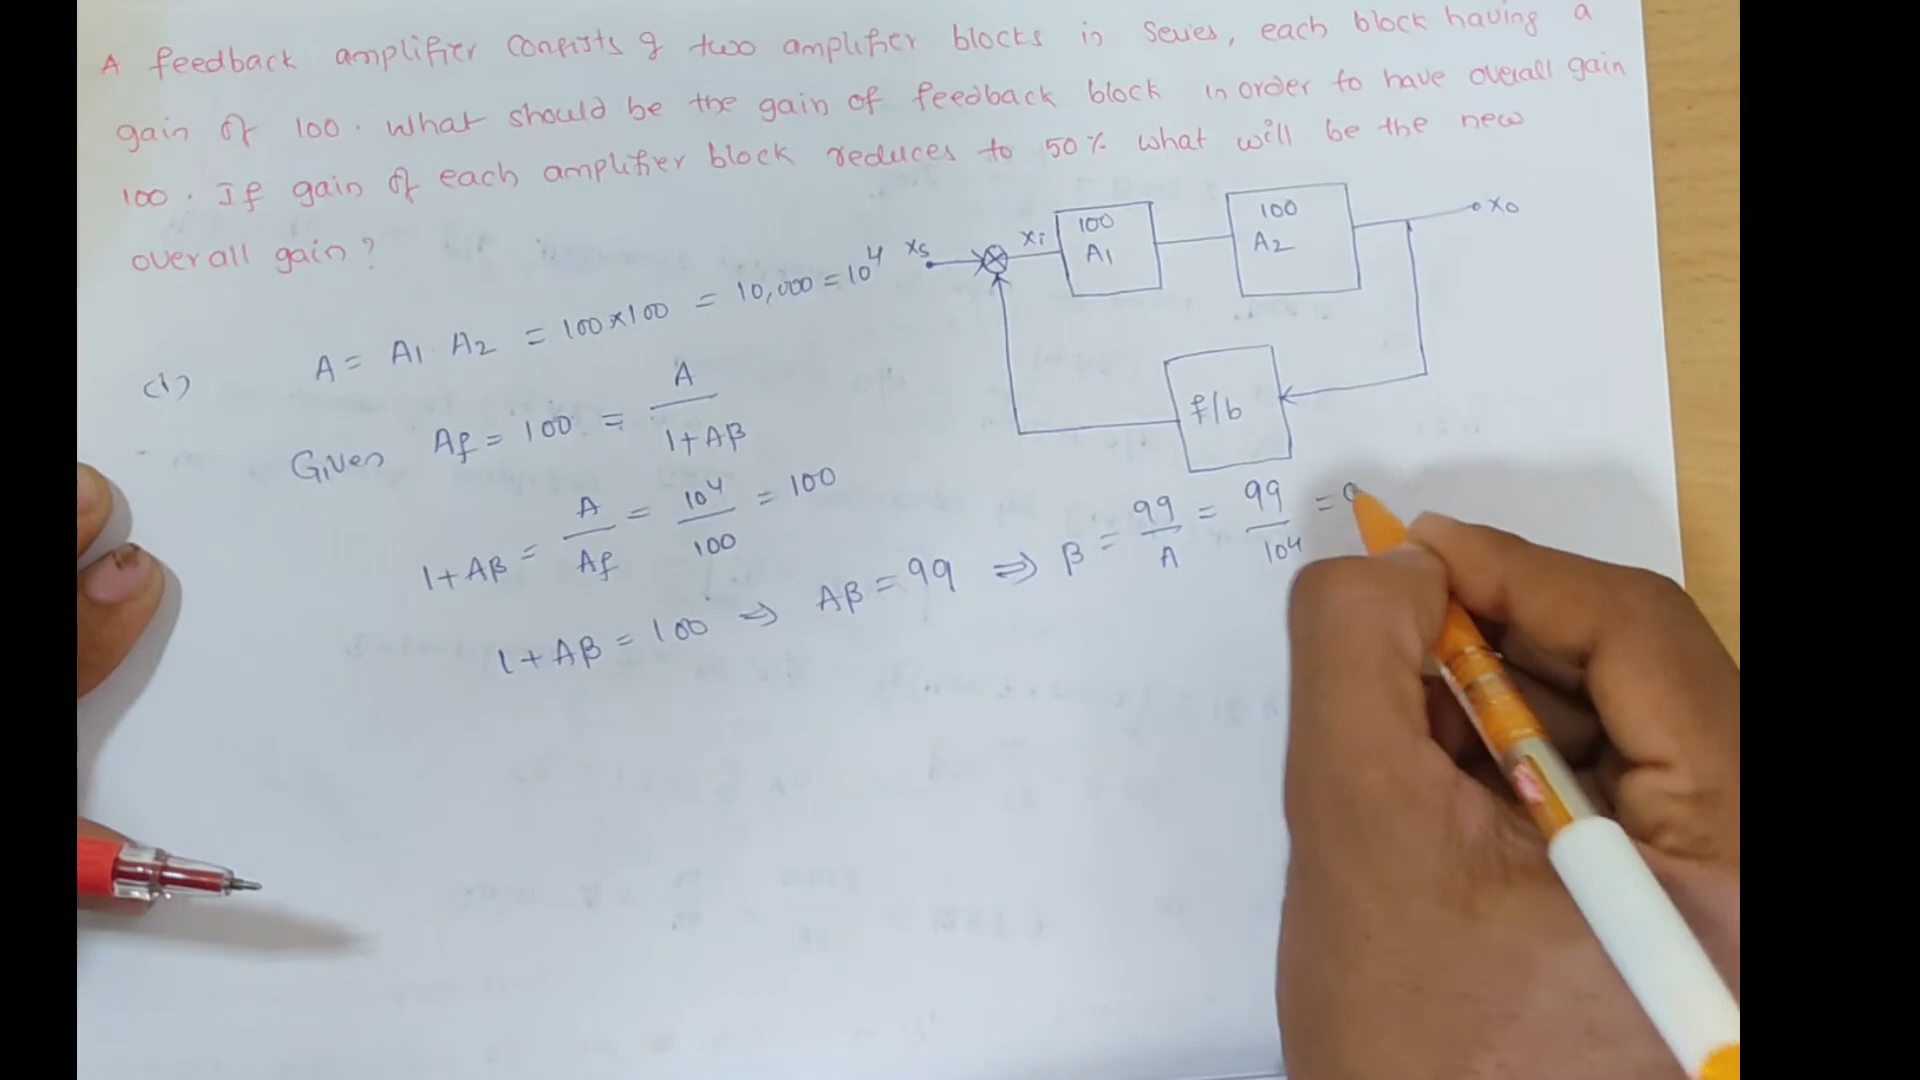 A feedback amplifier consists of two amplifier blocks in series, each block having a
gain of 100. What should be the gain of feedback block in order to have overall gain
100. If gain of each amplifier block reduces to 50% what will be the new
overall gain?
Xs
Xi
100
A1
100
A2
Xo
f/b
(1) A = A1 A2 = 100×100 = 10,000 = 10^4
Given Af = 100 = A / 1+Aβ
1+Aβ = A / Af = 10^4 / 100 = 100
1+Aβ = 100 ⇒ Aβ = 99 ⇒ β = 99 / A = 99 / 10^4 =